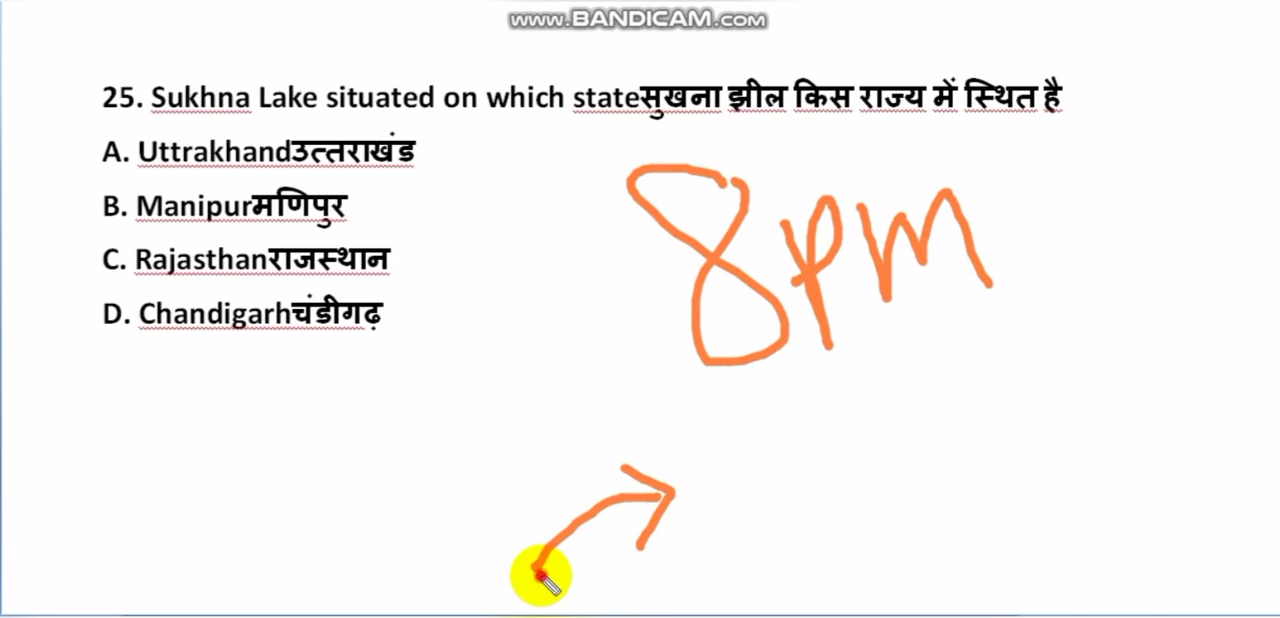 WWW.BANDICAM.COM
25. Sukhna Lake situated on which stateसुखना झील किस राज्य में स्थित है
A. Uttrakhandउत्तराखंड
B. Manipurमणिपुर
C. Rajasthanराजस्थान
D. Chandigarhचंडीगढ़
8pm